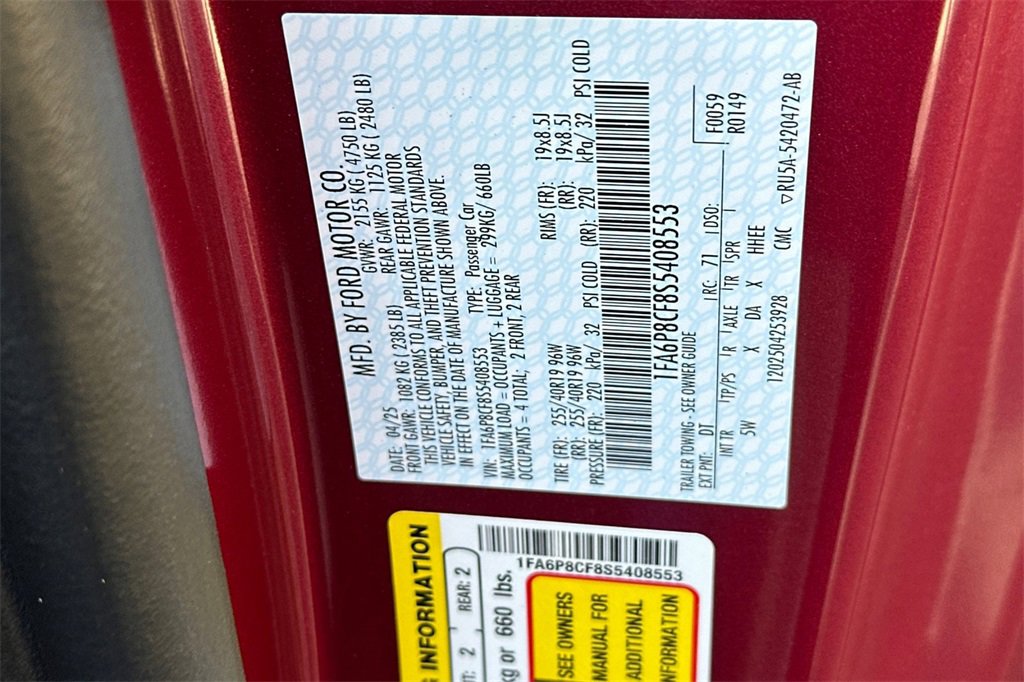 MFD. BY FORD MOTOR CO.
DATE: 04/25 GVWR: 2155 KG ( 4750 LB)
FRONT GAWR: 1082 KG ( 2385 LB) REAR GAWR: 1125 KG ( 2480 LB)
THIS VEHICLE CONFORMS TO ALL APPLICABLE FEDERAL MOTOR
VEHICLE SAFETY, BUMPER, AND THEFT PREVENTION STANDARDS
IN EFFECT ON THE DATE OF MANUFACTURE SHOWN ABOVE.
VIN: 1FA6P8CF8S5408553 TYPE: Passenger Car
MAXIMUM LOAD = OCCUPANTS + LUGGAGE = 299KG/ 660LB
OCCUPANTS = 4 TOTAL; 2 FRONT, 2 REAR
TIRE (FR): 255/40R19 96W RIMS (FR): 19x8.5J
(RR): 255/40R19 96W (RR): 19x8.5J
PRESSURE (FR): 220 kPa/ 32 PSI COLD (RR): 220 kPa/ 32 PSI COLD
1FA6P8CF8S5408553
TRAILER TOWING - SEE OWNER GUIDE
F0059
R0149
EXT PNT: DT RC: 71 DSO:
INT TR TP/PS R AXLE TR SPR
5W X DA X HHEE
1202504253928 CMC ▽RU5A-5420472-AB
INFORMATION
2 REAR: 2
kg or 660 lbs.
1FA6P8CF8S5408553
SEE OWNERS
MANUAL FOR
ADDITIONAL
INFORMATION